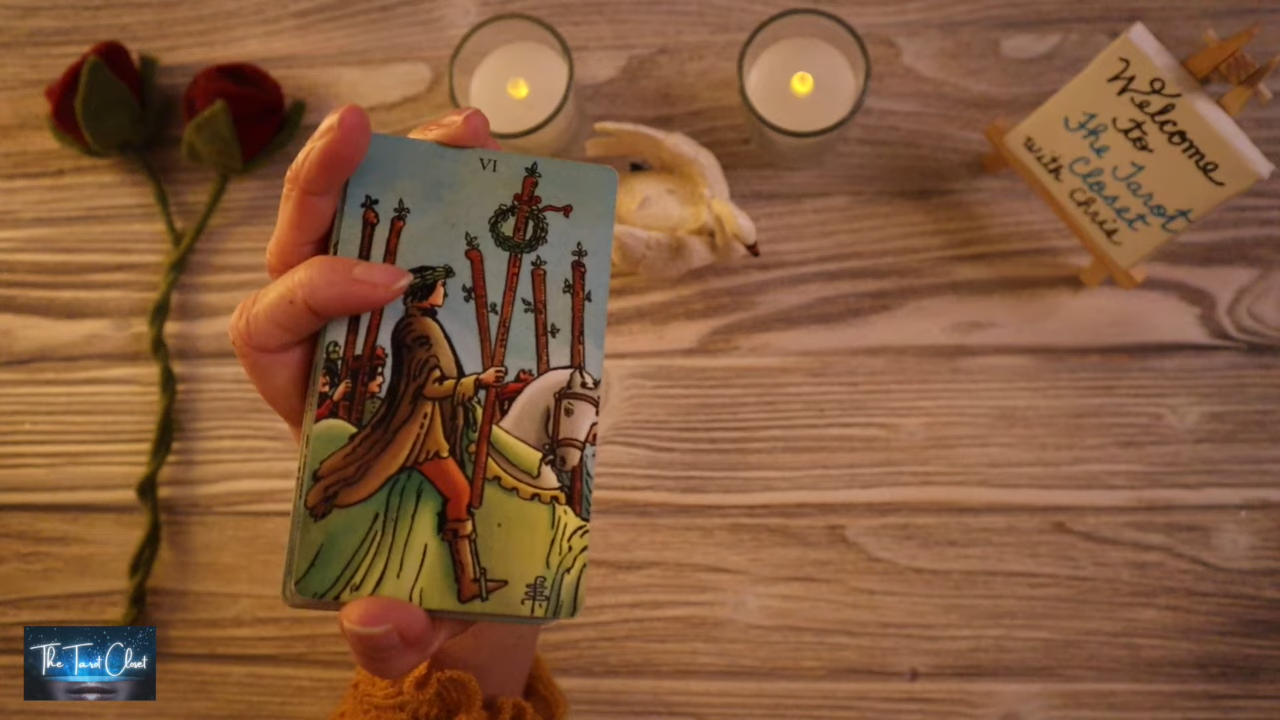 VI
Welcome
to
The Tarot
Closet
with Chris
The Tarot Closet